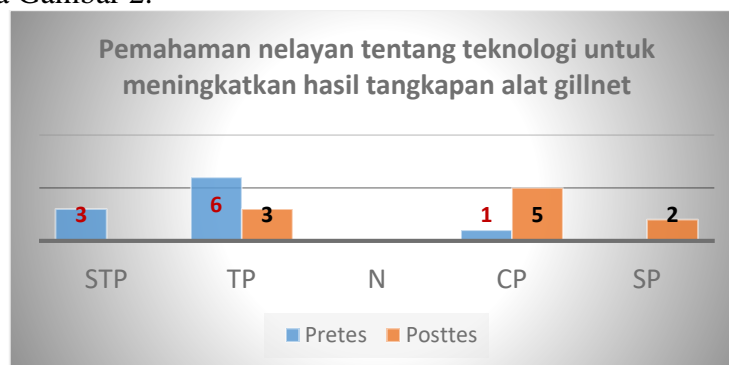 a Gambar 2.
Pemahaman nelayan tentang teknologi untuk
meningkatkan hasil tangkapan alat gillnet
3 6 3 1 5 2
STP TP N CP SP
Pretes Posttes